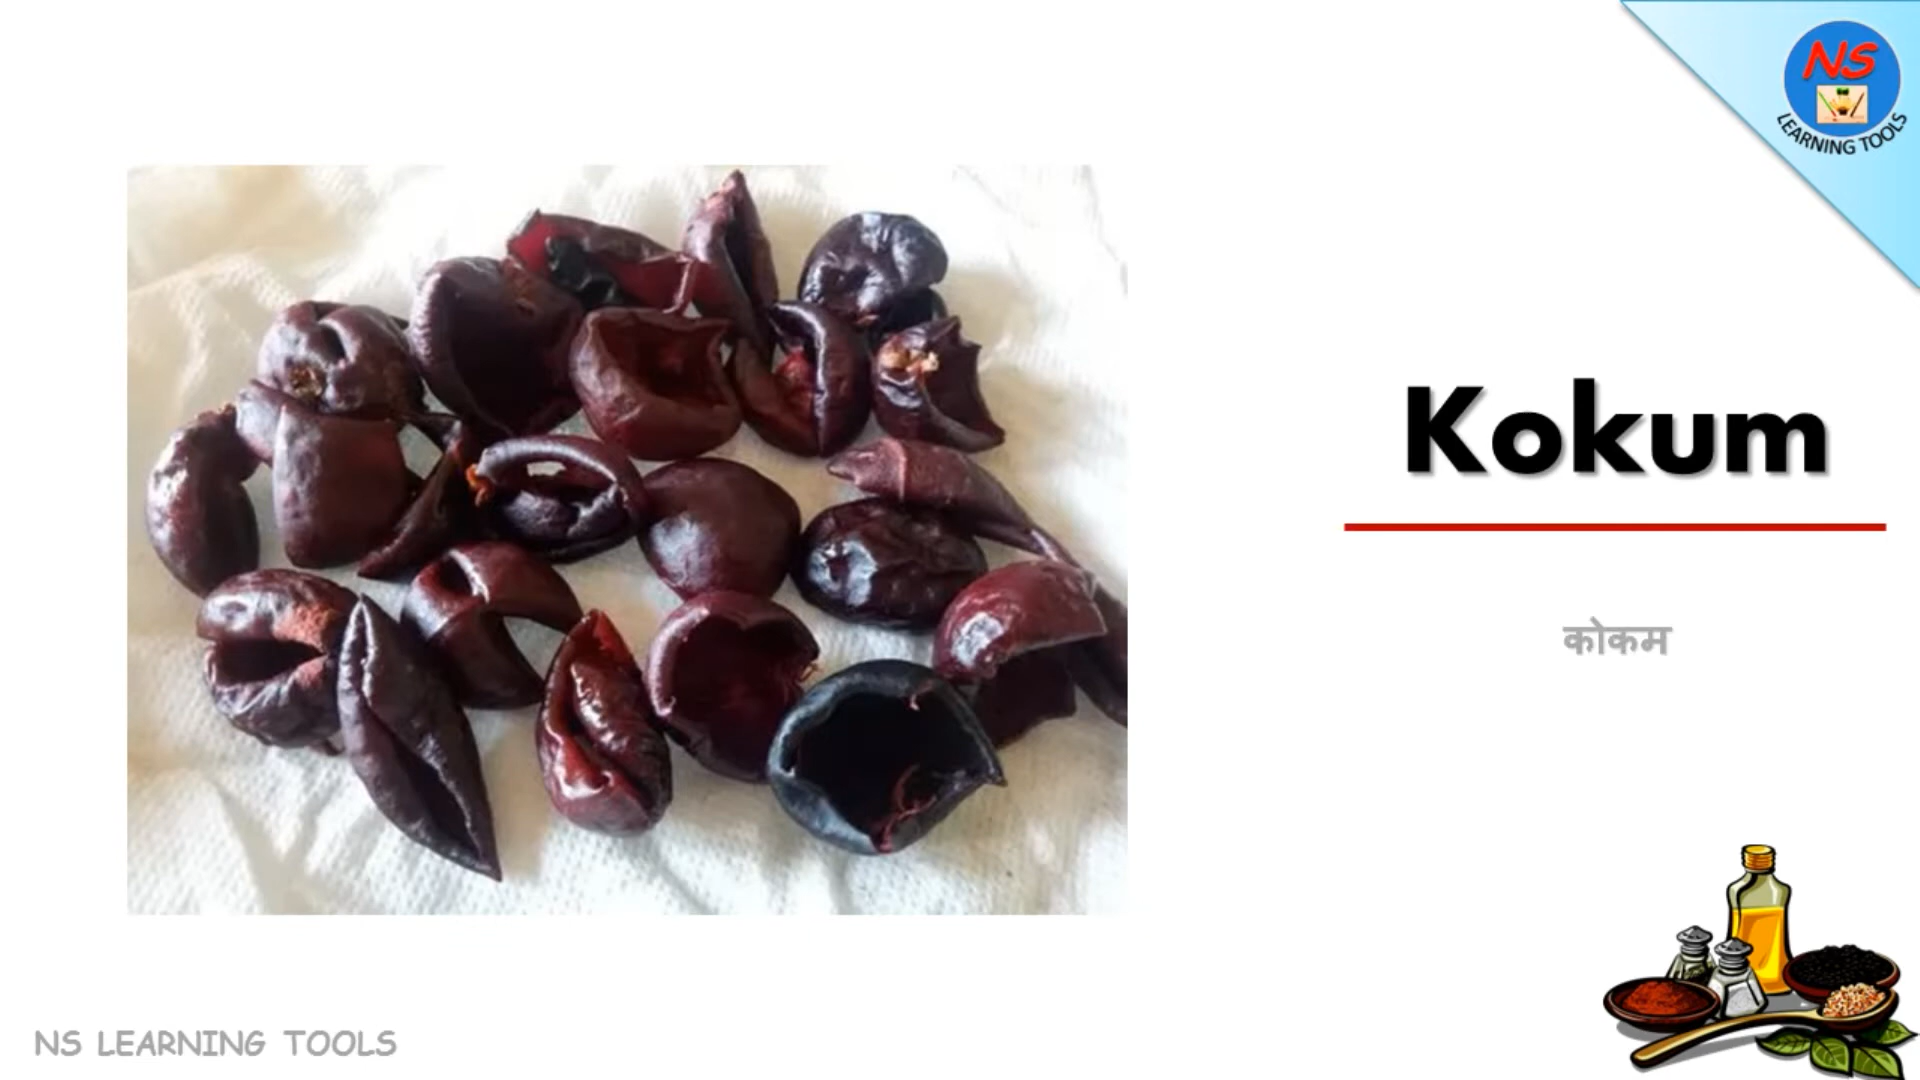 NS
LEARNING TOOLS
Kokum
कोकम
NS LEARNING TOOLS